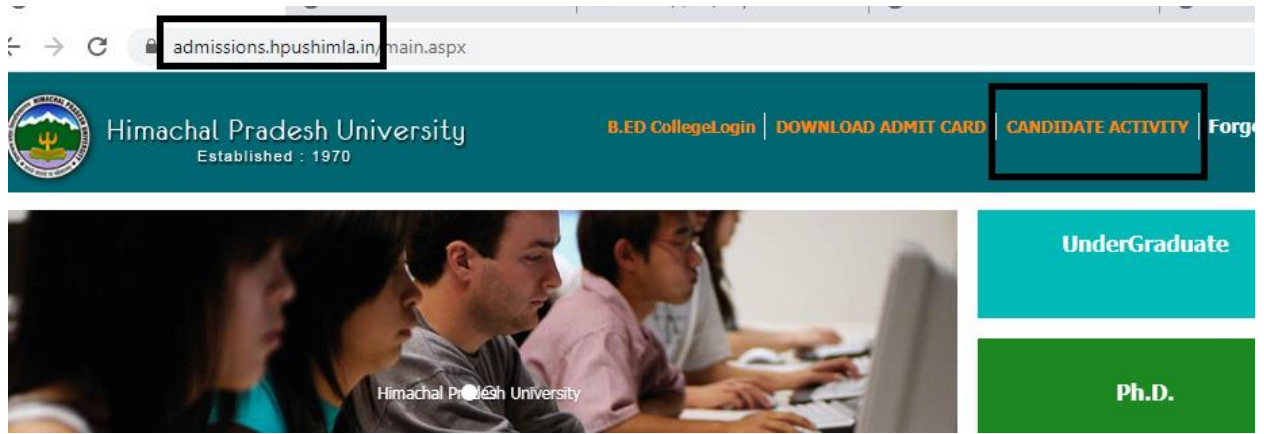 admissions.hpushimla.in/main.aspx
Himachal Pradesh University
Established : 1970
B.ED CollegeLogin | DOWNLOAD ADMIT CARD | CANDIDATE ACTIVITY | Forg
UnderGraduate
Himachal Pradesh University
Ph.D.